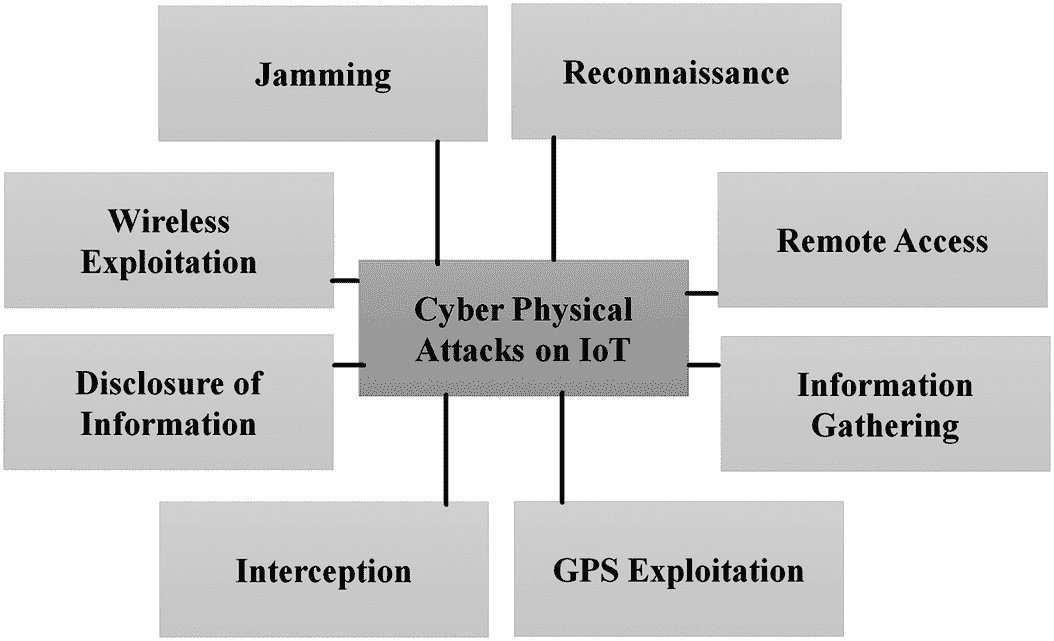 Jamming
Reconnaissance
Wireless
Exploitation
Remote Access
Cyber Physical
Attacks on IoT
Disclosure of
Information
Information
Gathering
Interception
GPS Exploitation